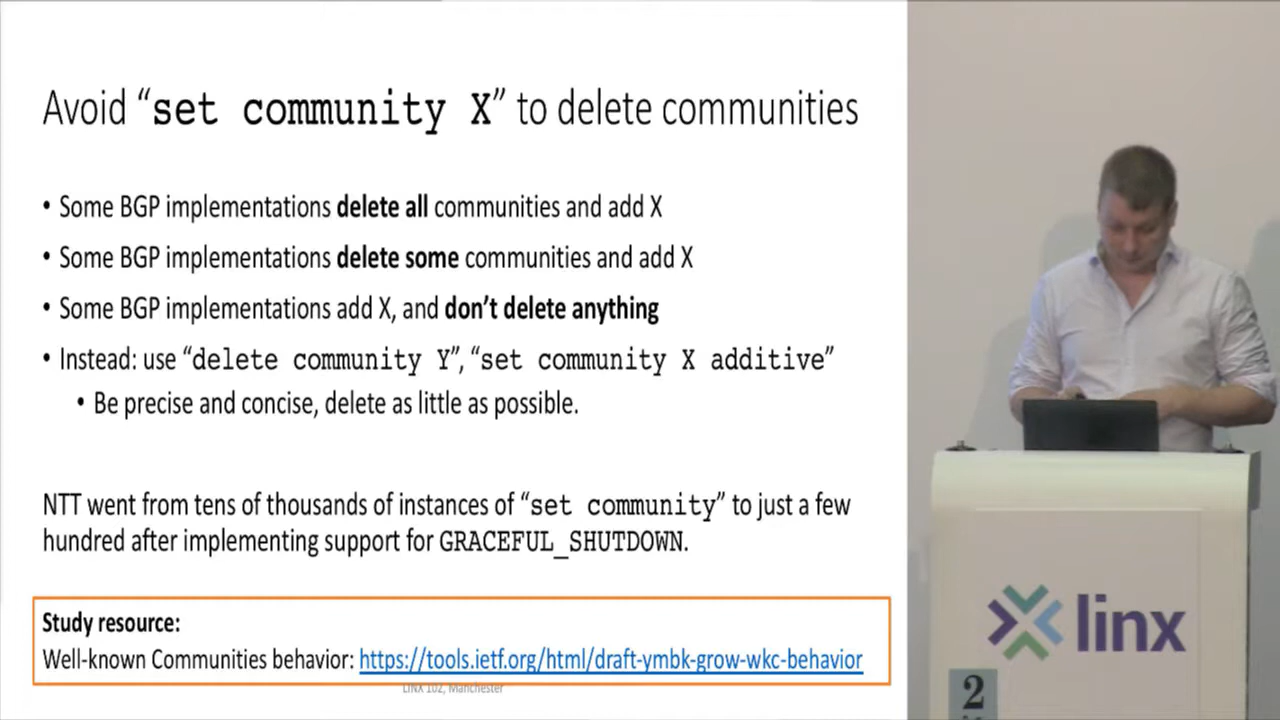 Avoid “set community X” to delete communities
• Some BGP implementations delete all communities and add X
• Some BGP implementations delete some communities and add X
• Some BGP implementations add X, and don’t delete anything
• Instead: use “delete community Y”, “set community X additive”
• Be precise and concise, delete as little as possible.
NTT went from tens of thousands of instances of “set community” to just a few
hundred after implementing support for GRACEFUL_SHUTDOWN.
Study resource:
Well-known Communities behavior: https://tools.ietf.org/html/draft-ymbk-grow-wkc-behavior
LINX 102, Manchester
linx
2